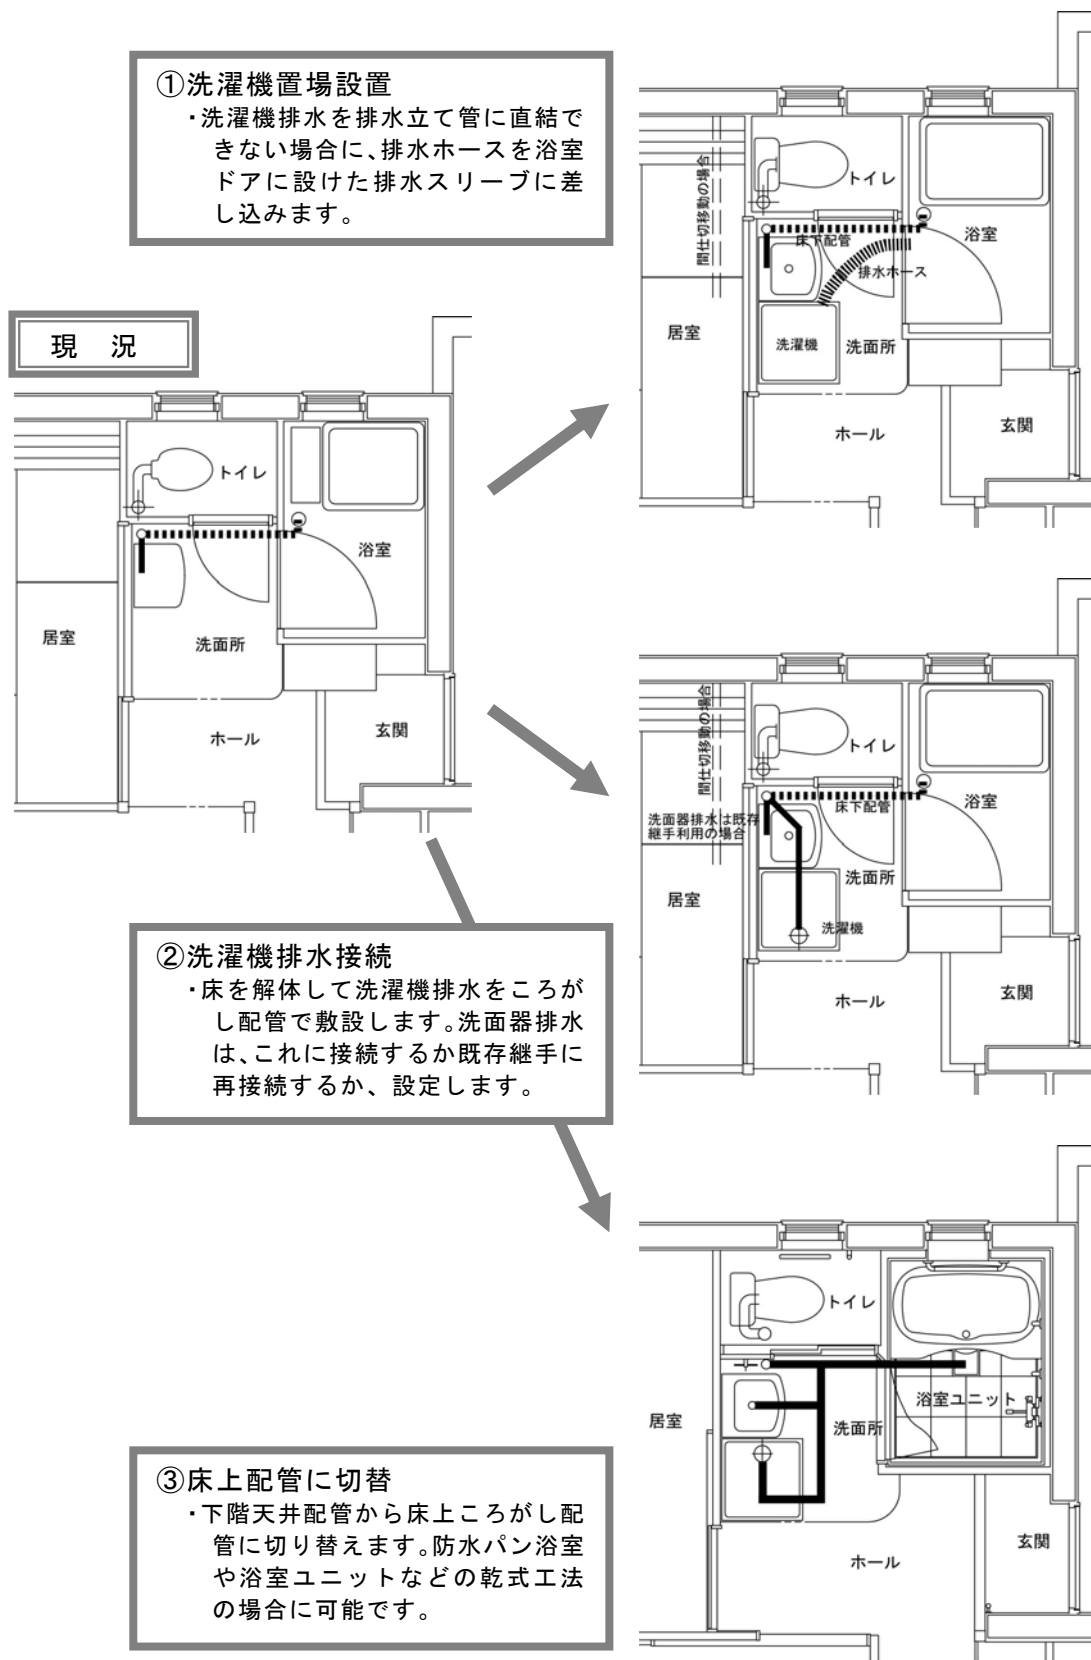 ①洗濯機置場設置
・洗濯機排水を排水立て管に直結で
きない場合に、排水ホースを浴室
ドアに設けた排水スリーブに差
し込みます。
間仕切移動の場合
トイレ
浴室
床下配管
排水ホース
居室
洗濯機
洗面所
ホール
玄関
現 況
トイレ
浴室
居室
洗面所
ホール
玄関
間仕切移動の場合
トイレ
浴室
床下配管
洗面器排水は既存
継手利用の場合
洗面所
居室
洗濯機
ホール
玄関
②洗濯機排水接続
・床を解体して洗濯機排水をころが
し配管で敷設します。洗面器排水
は、これに接続するか既存継手に
再接続するか、設定します。
トイレ
浴室ユニット
居室
洗面所
ホール
玄関
③床上配管に切替
・下階天井配管から床上ころがし配
管に切り替えます。防水パン浴室
や浴室ユニットなどの乾式工法
の場合に可能です。